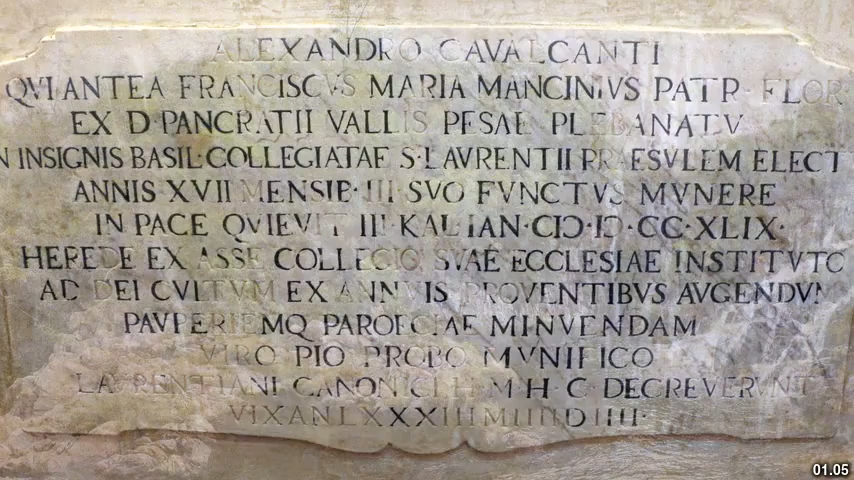 ALEXANDRO CAVALCANTI
QVI ANTEA FRANCISCVS MARIA MANCINIVS PATR· FLOR·
EX D·PANCRATII VALLIS PESAE PLEBANATV
IN INSIGNIS BASIL·COLLEGIATAE S·LAVRENTII PRAESVLEM ELECT
ANNIS XVII MENSIB·III SVO FVNCTVS MVNERE
IN PACE QVIEVIT III KAL IAN·CIƆ·IƆ·CC·XLIX·
HEREDE EX ASSE COLLEGIO SVAE ECCLESIAE INSTITVTO
AD DEI CVLTVM EX ANNVIS PROVENTIBVS AVGENDVM
PAVPERIEMQ PAROECIAE MINVENDAM
VIRO PIO PROBO MVNIFICO
LAVRENTIANI CANONICI H M H C DECREVERVNT
VIX AN LXXXIII M IIII D IIII·
01.05